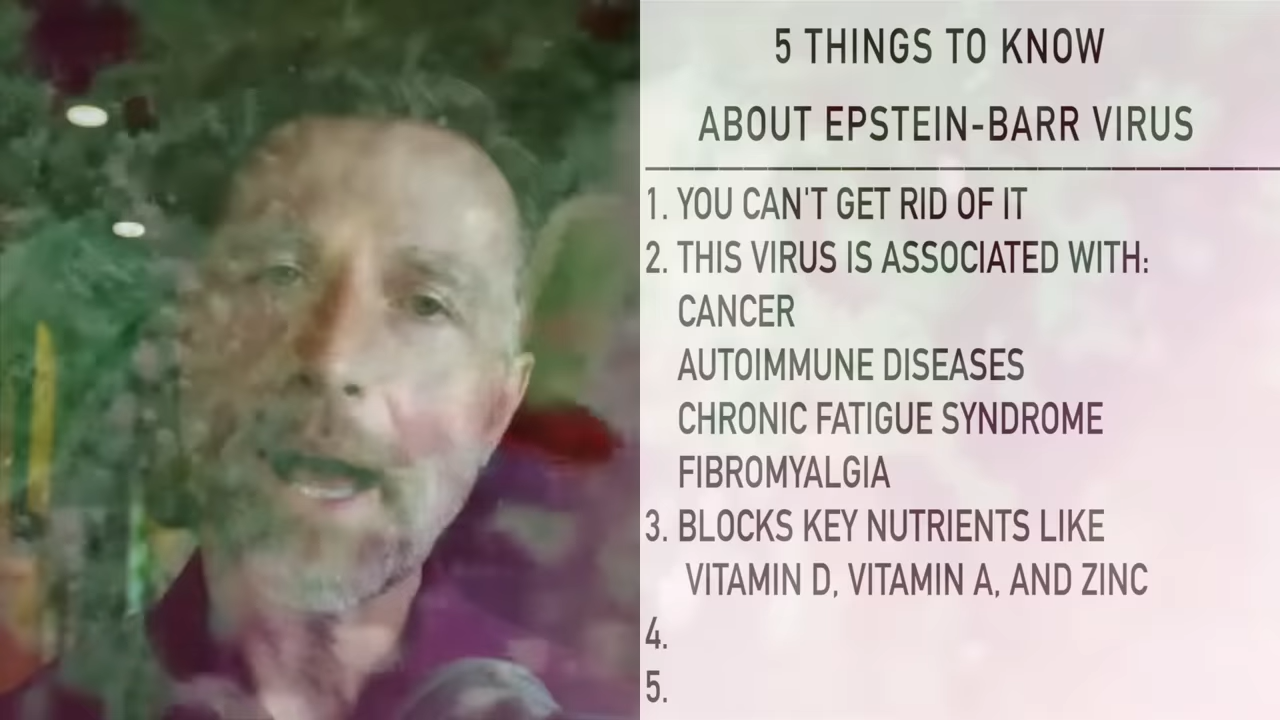 5 THINGS TO KNOW
ABOUT EPSTEIN-BARR VIRUS
1. YOU CAN'T GET RID OF IT
2. THIS VIRUS IS ASSOCIATED WITH:
CANCER
AUTOIMMUNE DISEASES
CHRONIC FATIGUE SYNDROME
FIBROMYALGIA
3. BLOCKS KEY NUTRIENTS LIKE
VITAMIN D, VITAMIN A, AND ZINC
4.
5.